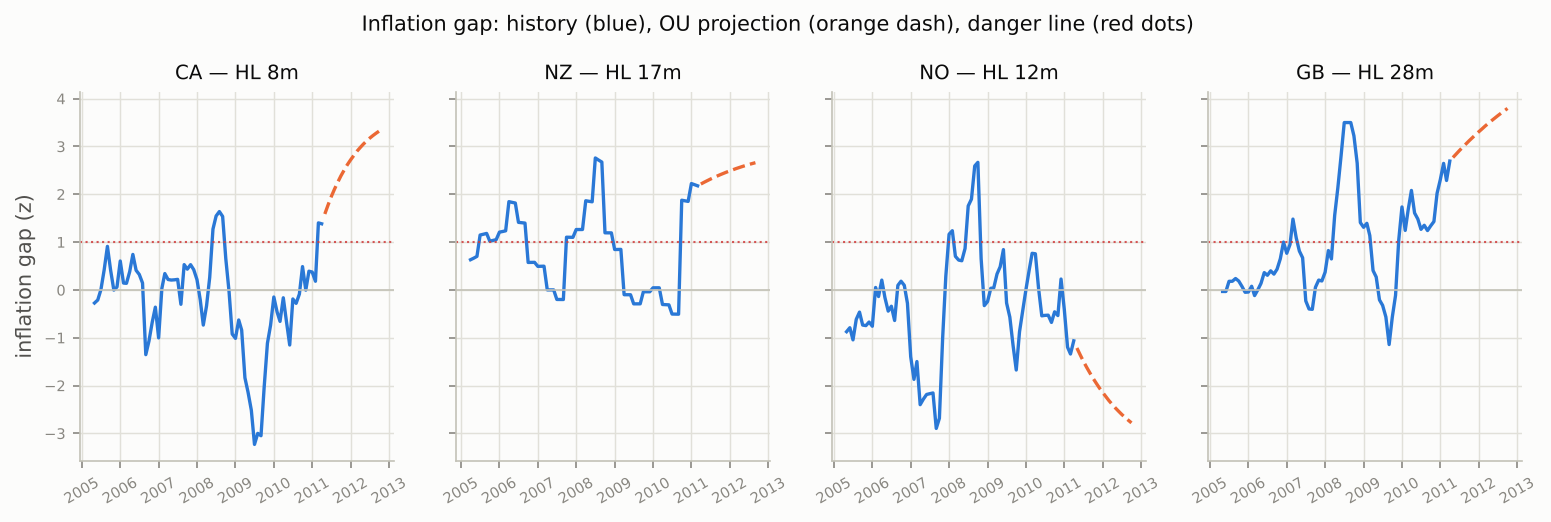 Inflation gap: history (blue), OU projection (orange dash), danger line (red dots)
CA — HL 8m
NZ — HL 17m
NO — HL 12m
GB — HL 28m
inflation gap (z)
4
3
2
1
0
−1
−2
−3
2005 2006 2007 2008 2009 2010 2011 2012 2013
2005 2006 2007 2008 2009 2010 2011 2012 2013
2005 2006 2007 2008 2009 2010 2011 2012 2013
2005 2006 2007 2008 2009 2010 2011 2012 2013